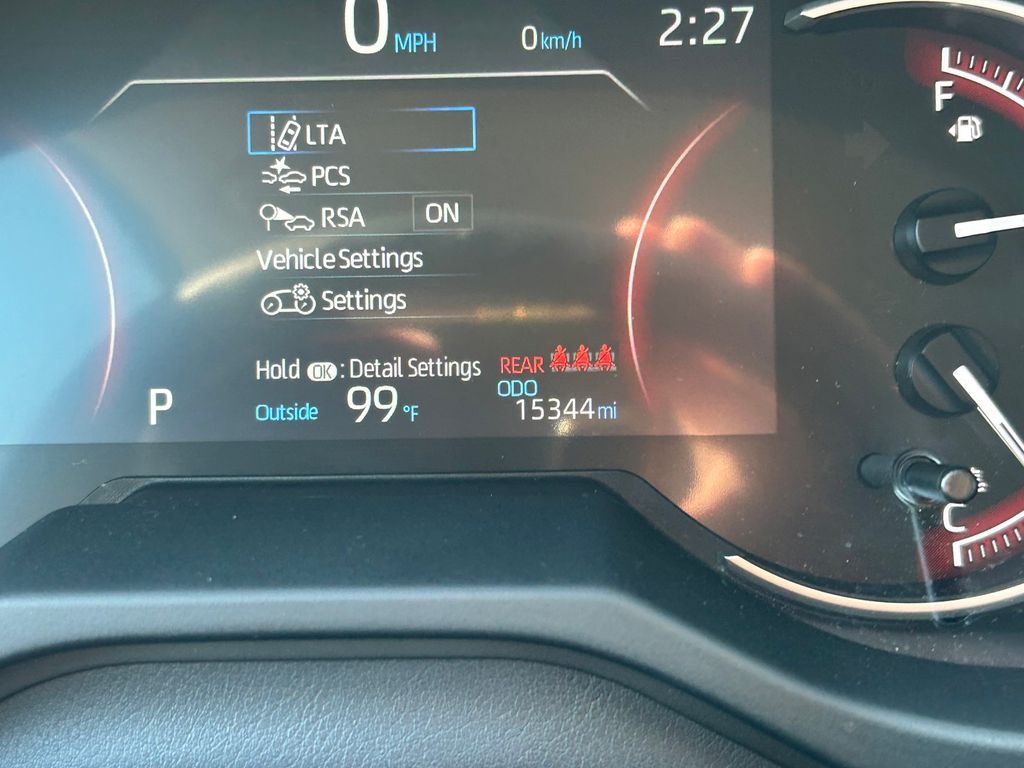 0 MPH 0 km/h 2:27
F
LTA
PCS
RSA ON
Vehicle Settings
Settings
Hold OK : Detail Settings REAR
ODO
P Outside 99 °F 15344 mi
C